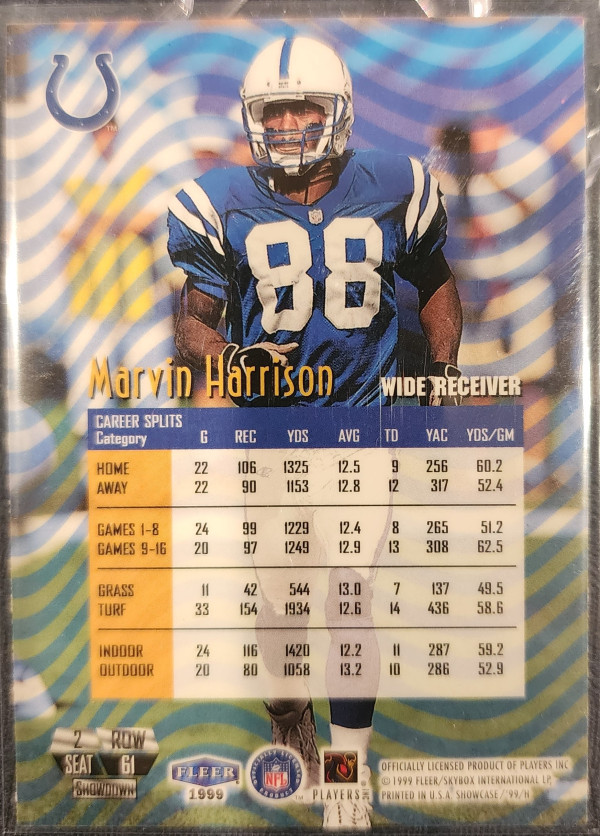 TM
NFL
88
Marvin Harrison WIDE RECEIVER
CAREER SPLITS
Category G REC YDS AVG TD YAC YDS/GM
HOME 22 106 1325 12.5 9 256 60.2
AWAY 22 90 1153 12.8 12 317 52.4
GAMES 1-8 24 99 1229 12.4 8 265 51.2
GAMES 9-16 20 97 1249 12.9 13 308 62.5
GRASS 11 42 544 13.0 7 137 49.5
TURF 33 154 1934 12.6 14 436 58.6
INDOOR 24 116 1420 12.2 11 287 59.2
OUTDOOR 20 80 1058 13.2 10 286 52.9
2 ROW
SEAT 61
SHOWDOWN
FLEER
1999
NFL
TM
PLAYERS INC
OFFICIALLY LICENSED PRODUCT OF PLAYERS INC
© 1999 FLEER/SKYBOX INTERNATIONAL LP.
PRINTED IN U.S.A. SHOWCASE/'99/H